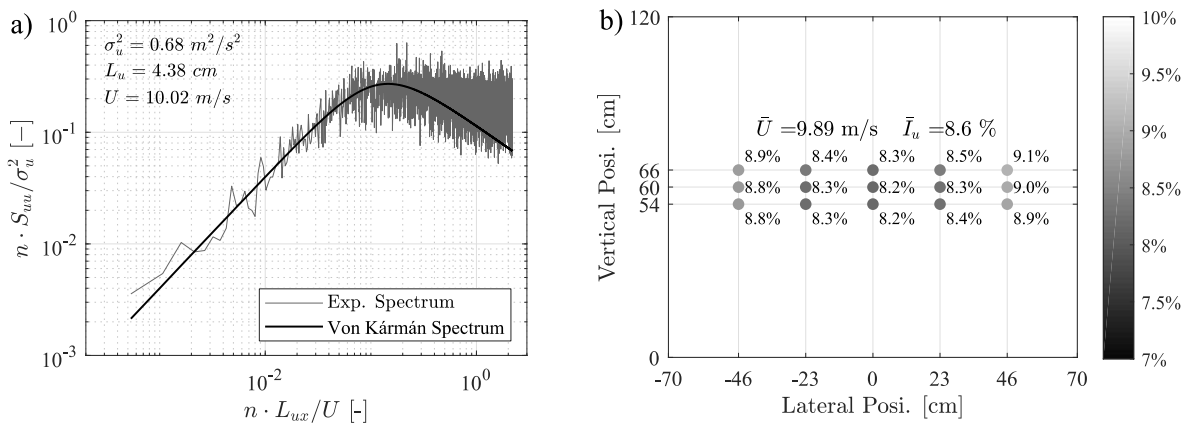 a)
10^0
10^-1
10^-2
10^-3
n · S_uu/σ_u^2 [–]
σ_u^2 = 0.68 m^2/s^2
L_u = 4.38 cm
U = 10.02 m/s
Exp. Spectrum
Von Kármán Spectrum
10^-2
10^0
n · L_ux/U [-]
b)
120
66
60
54
0
Vertical Posi. [cm]
Ū =9.89 m/s Ī_u =8.6 %
8.9% 8.4% 8.3% 8.5% 9.1%
8.8% 8.3% 8.2% 8.3% 9.0%
8.8% 8.3% 8.2% 8.4% 8.9%
-70 -46 -23 0 23 46 70
Lateral Posi. [cm]
10%
9.5%
9%
8.5%
8%
7.5%
7%